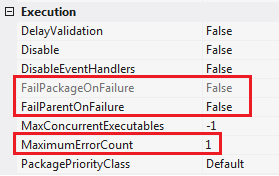 Execution
DelayValidation False
Disable False
DisableEventHandlers False
FailPackageOnFailure False
FailParentOnFailure False
MaxConcurrentExecutables -1
MaximumErrorCount 1
PackagePriorityClass Default